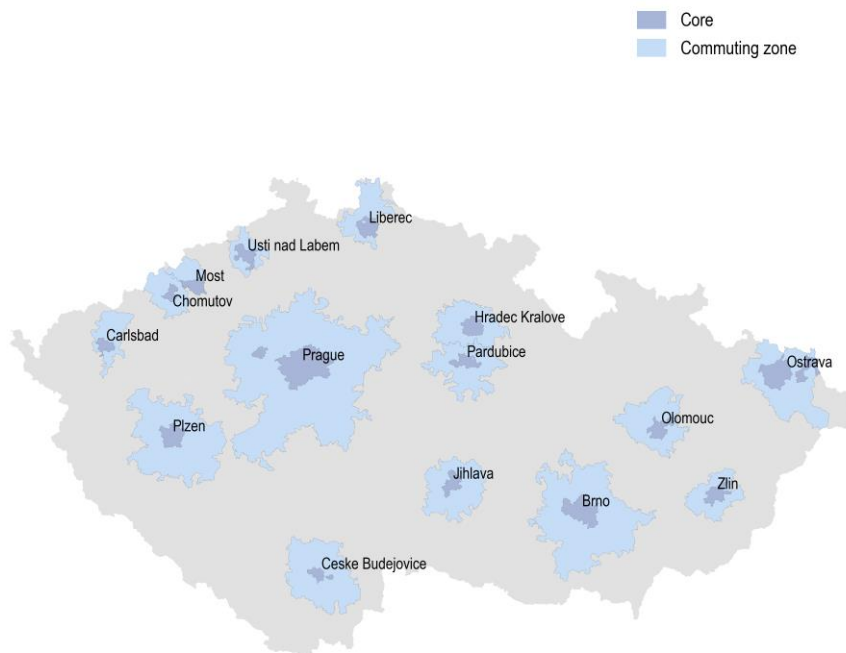 Core
Commuting zone
Liberec
Usti nad Labem
Most
Chomutov
Carlsbad
Hradec Kralove
Prague
Pardubice
Ostrava
Plzen
Olomouc
Jihlava
Zlin
Brno
Ceske Budejovice